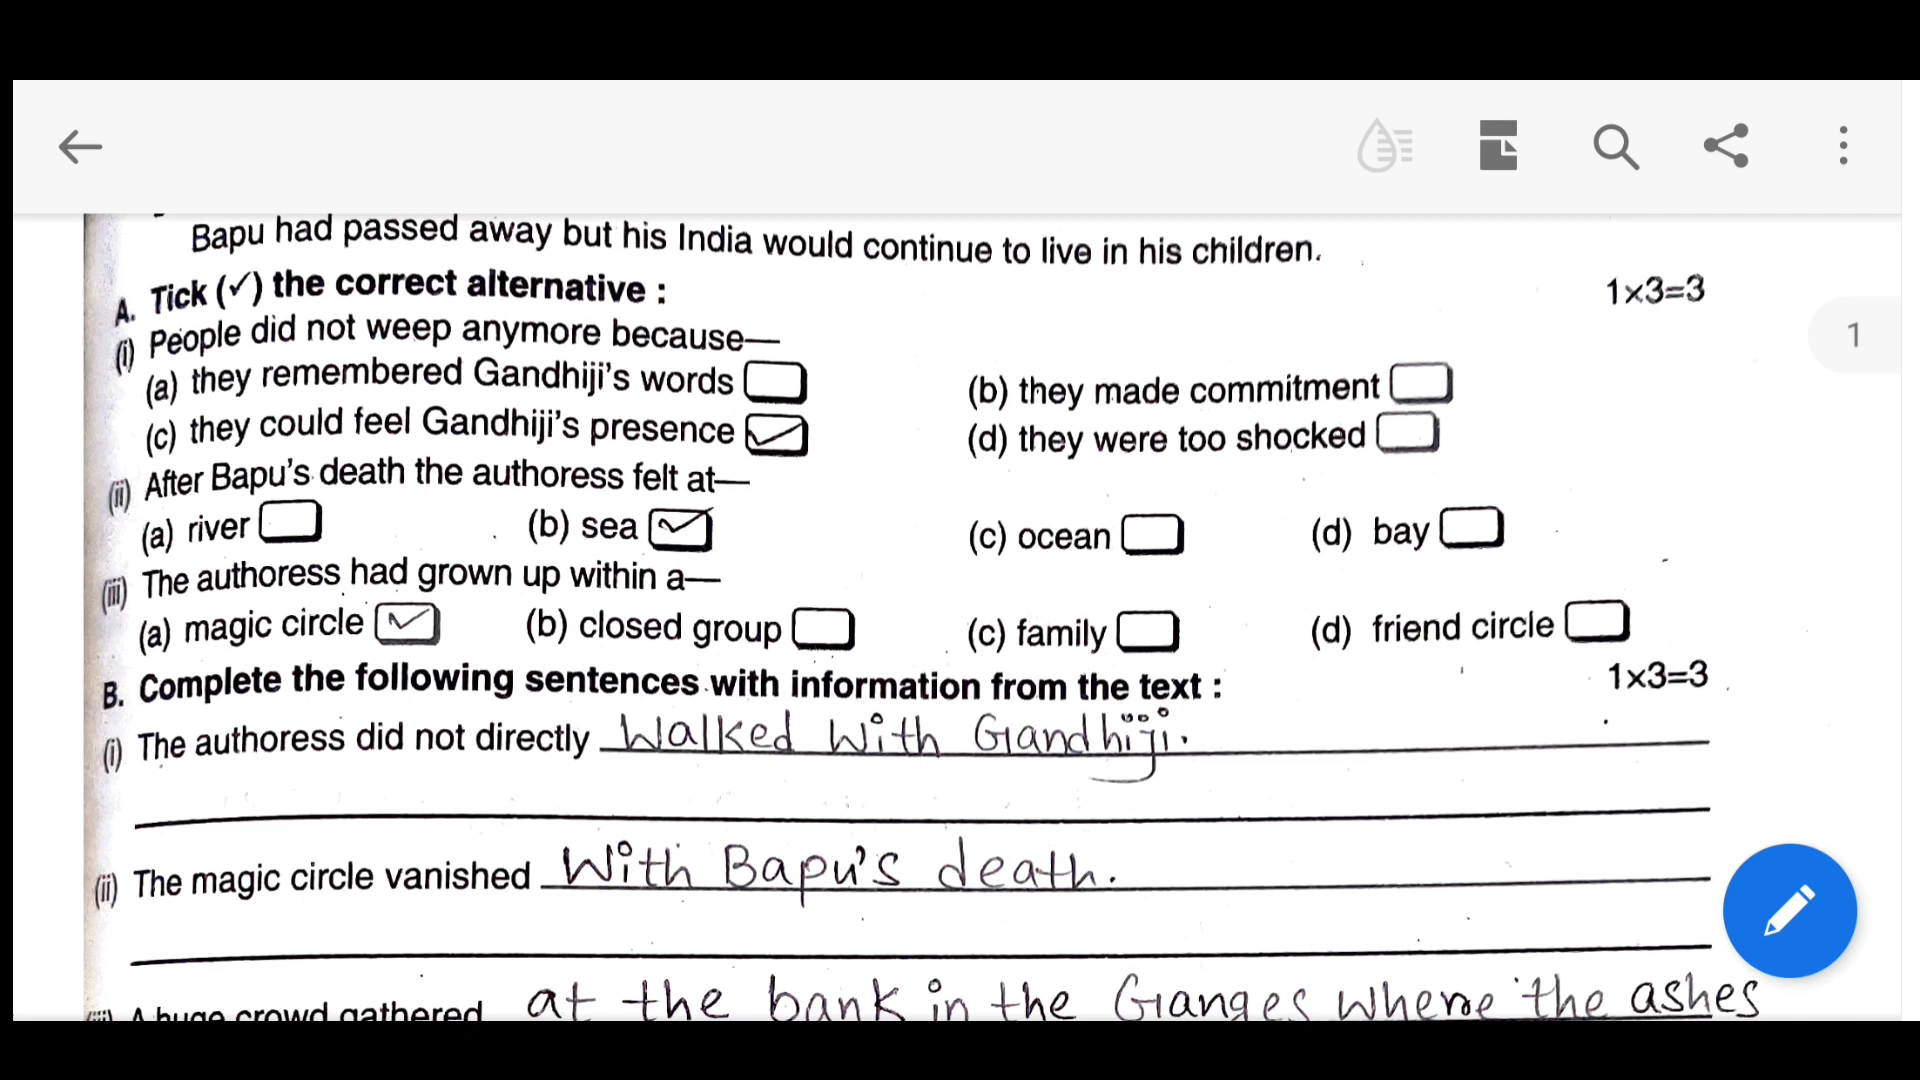 Bapu had passed away but his India would continue to live in his children.
A. Tick (✓) the correct alternative : 1×3=3
(i) People did not weep anymore because—
(a) they remembered Gandhiji's words (b) they made commitment
(c) they could feel Gandhiji's presence ✓ (d) they were too shocked
(ii) After Bapu's death the authoress felt at—
(a) river (b) sea ✓ (c) ocean (d) bay
(iii) The authoress had grown up within a—
(a) magic circle ✓ (b) closed group (c) family (d) friend circle
B. Complete the following sentences with information from the text : 1×3=3
(i) The authoress did not directly Walked With Gandhiji.
(ii) The magic circle vanished With Bapu's death.
(iii) A huge crowd gathered at the bank in the Ganges where the ashes
1